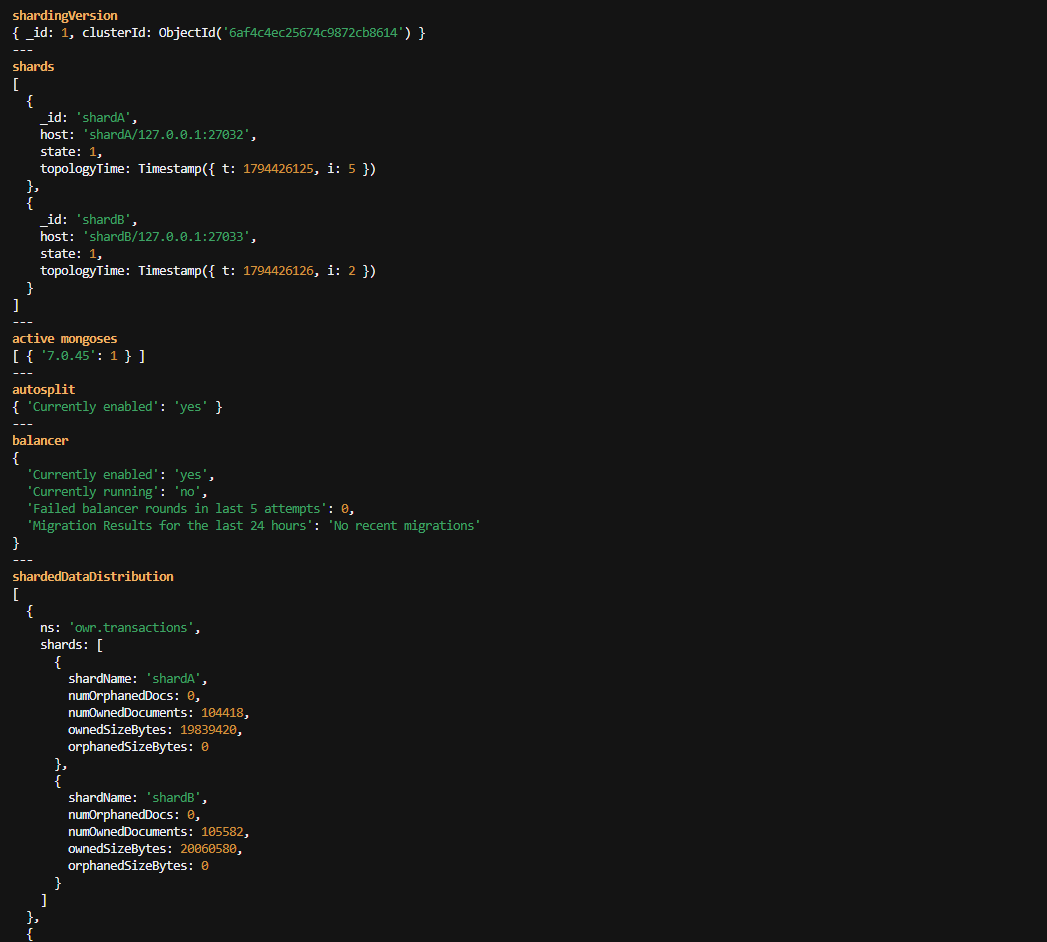 shardingVersion
{ _id: 1, clusterId: ObjectId('6af4c4ec25674c9872cb8614') }
---
shards
[
  {
    _id: 'shardA',
    host: 'shardA/127.0.0.1:27032',
    state: 1,
    topologyTime: Timestamp({ t: 1794426125, i: 5 })
  },
  {
    _id: 'shardB',
    host: 'shardB/127.0.0.1:27033',
    state: 1,
    topologyTime: Timestamp({ t: 1794426126, i: 2 })
  }
]
---
active mongoses
[ { '7.0.45': 1 } ]
---
autosplit
{ 'Currently enabled': 'yes' }
---
balancer
{
  'Currently enabled': 'yes',
  'Currently running': 'no',
  'Failed balancer rounds in last 5 attempts': 0,
  'Migration Results for the last 24 hours': 'No recent migrations'
}
---
shardedDataDistribution
[
  {
    ns: 'owr.transactions',
    shards: [
      {
        shardName: 'shardA',
        numOrphanedDocs: 0,
        numOwnedDocuments: 104418,
        ownedSizeBytes: 19839420,
        orphanedSizeBytes: 0
      },
      {
        shardName: 'shardB',
        numOrphanedDocs: 0,
        numOwnedDocuments: 105582,
        ownedSizeBytes: 20060580,
        orphanedSizeBytes: 0
      }
    ]
  },
  {